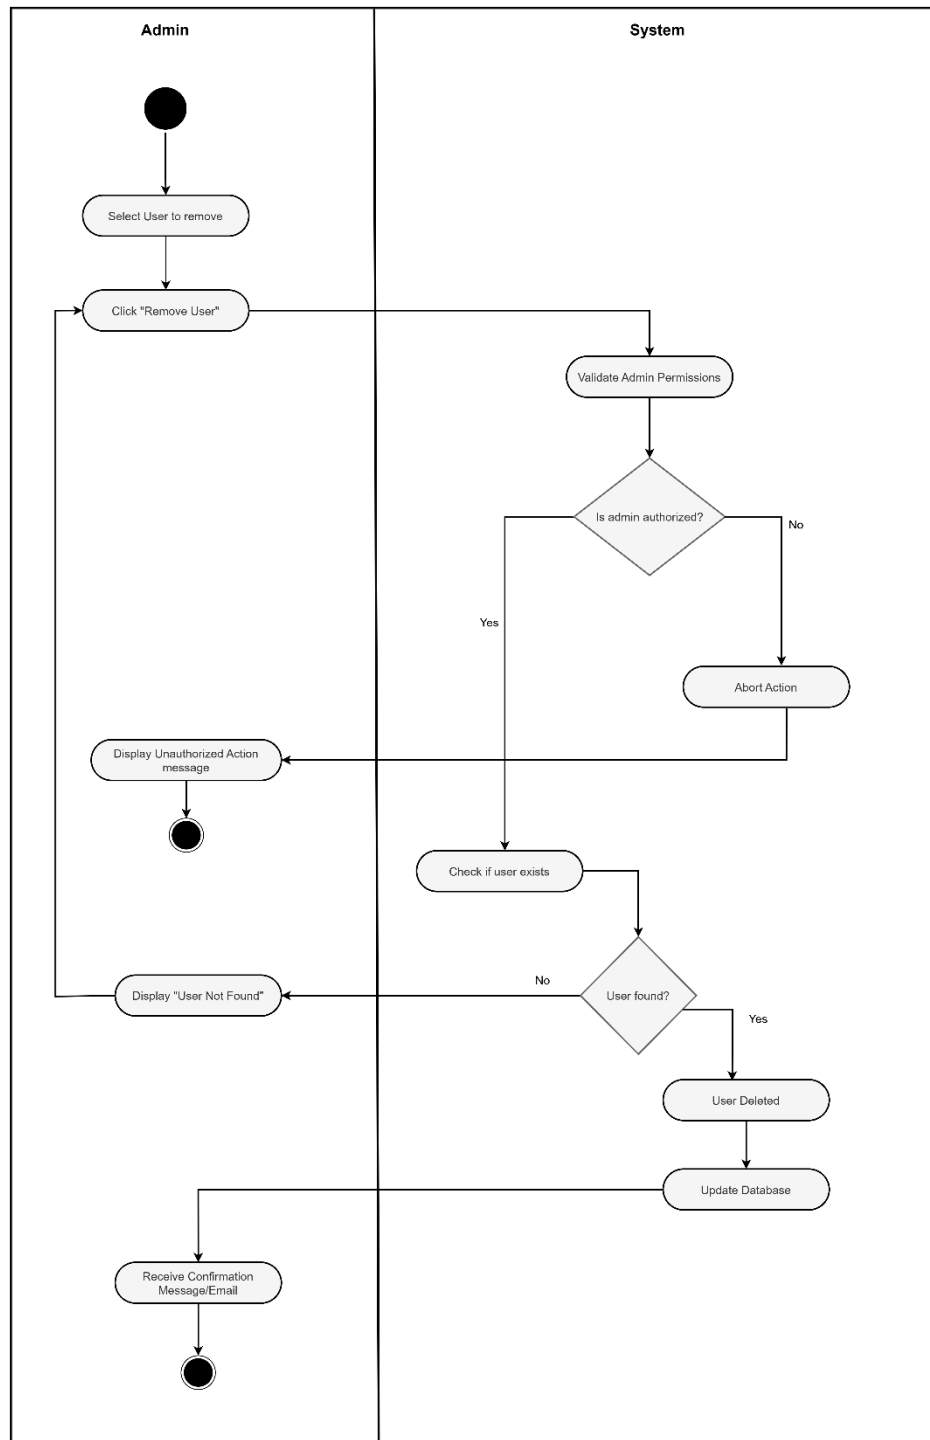 Admin
System
Select User to remove
Click "Remove User"
Validate Admin Permissions
Is admin authorized?
No
Yes
Abort Action
Display Unauthorized Action
message
Check if user exists
Display "User Not Found"
No
User found?
Yes
User Deleted
Update Database
Receive Confirmation
Message/Email